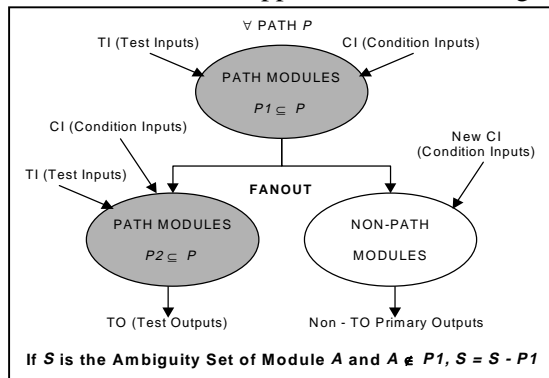 ∀ PATH P
TI (Test Inputs)
CI (Condition Inputs)
PATH MODULES
P1 ⊆ P
CI (Condition Inputs)
New CI
(Condition Inputs)
TI (Test Inputs)
FANOUT
PATH MODULES
P2 ⊆ P
NON-PATH
MODULES
TO (Test Outputs)
Non - TO Primary Outputs
If S is the Ambiguity Set of Module A and A ∉ P1, S = S - P1